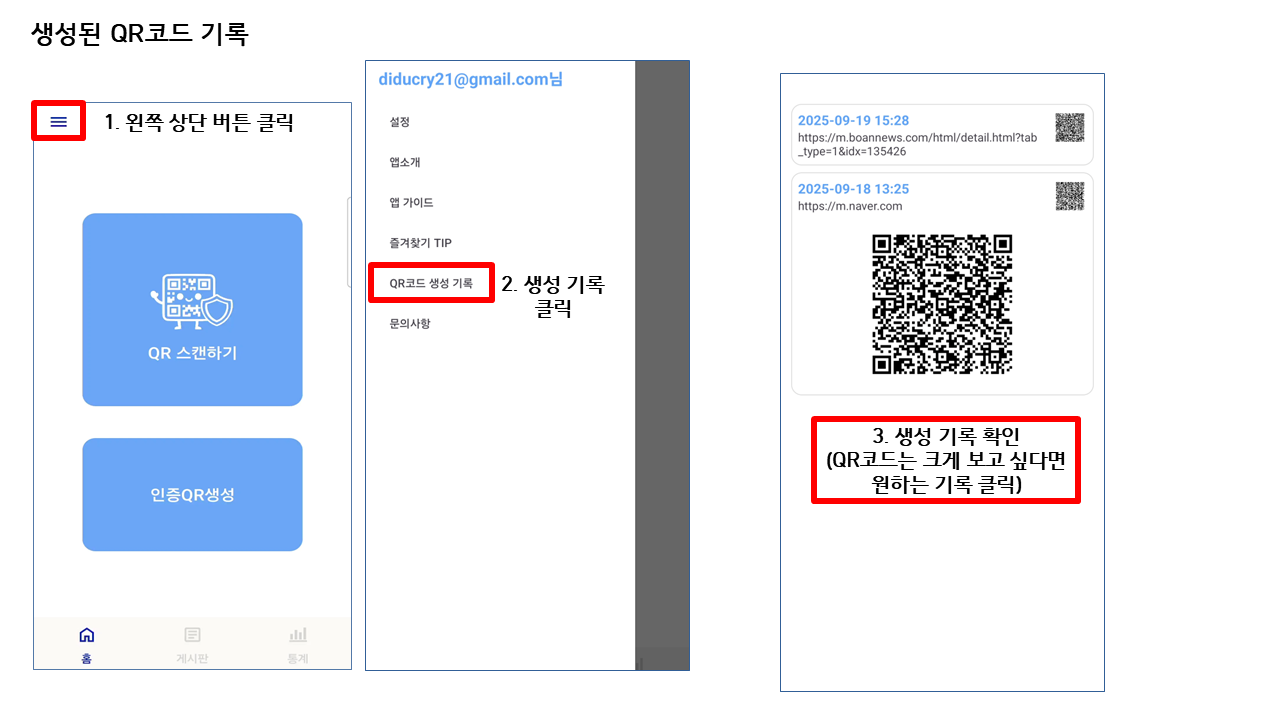 생성된 QR코드 기록
1. 왼쪽 상단 버튼 클릭
QR 스캔하기
인증QR생성
홈
게시판
통계
diducry21@gmail.com님
설정
앱소개
앱 가이드
즐겨찾기 TIP
QR코드 생성 기록
문의사항
2. 생성 기록
클릭
2025-09-19 15:28
https://m.boannews.com/html/detail.html?tab
_type=1&idx=135426
2025-09-18 13:25
https://m.naver.com
3. 생성 기록 확인
(QR코드는 크게 보고 싶다면
원하는 기록 클릭)